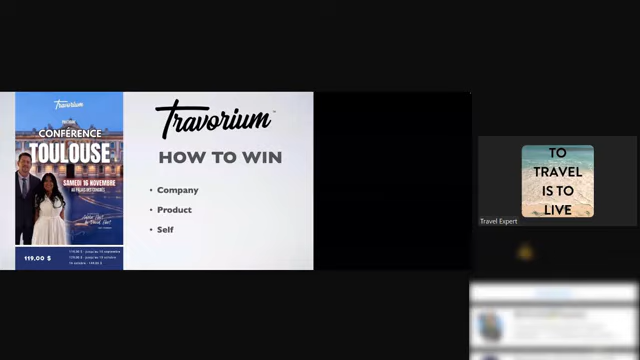 Travorium
CONFÉRENCE
TOULOUSE
SAMEDI 16 NOVEMBRE
119,00 $
Travorium
HOW TO WIN
• Company
• Product
• Self
TO
TRAVEL
IS TO
LIVE
Travel Expert